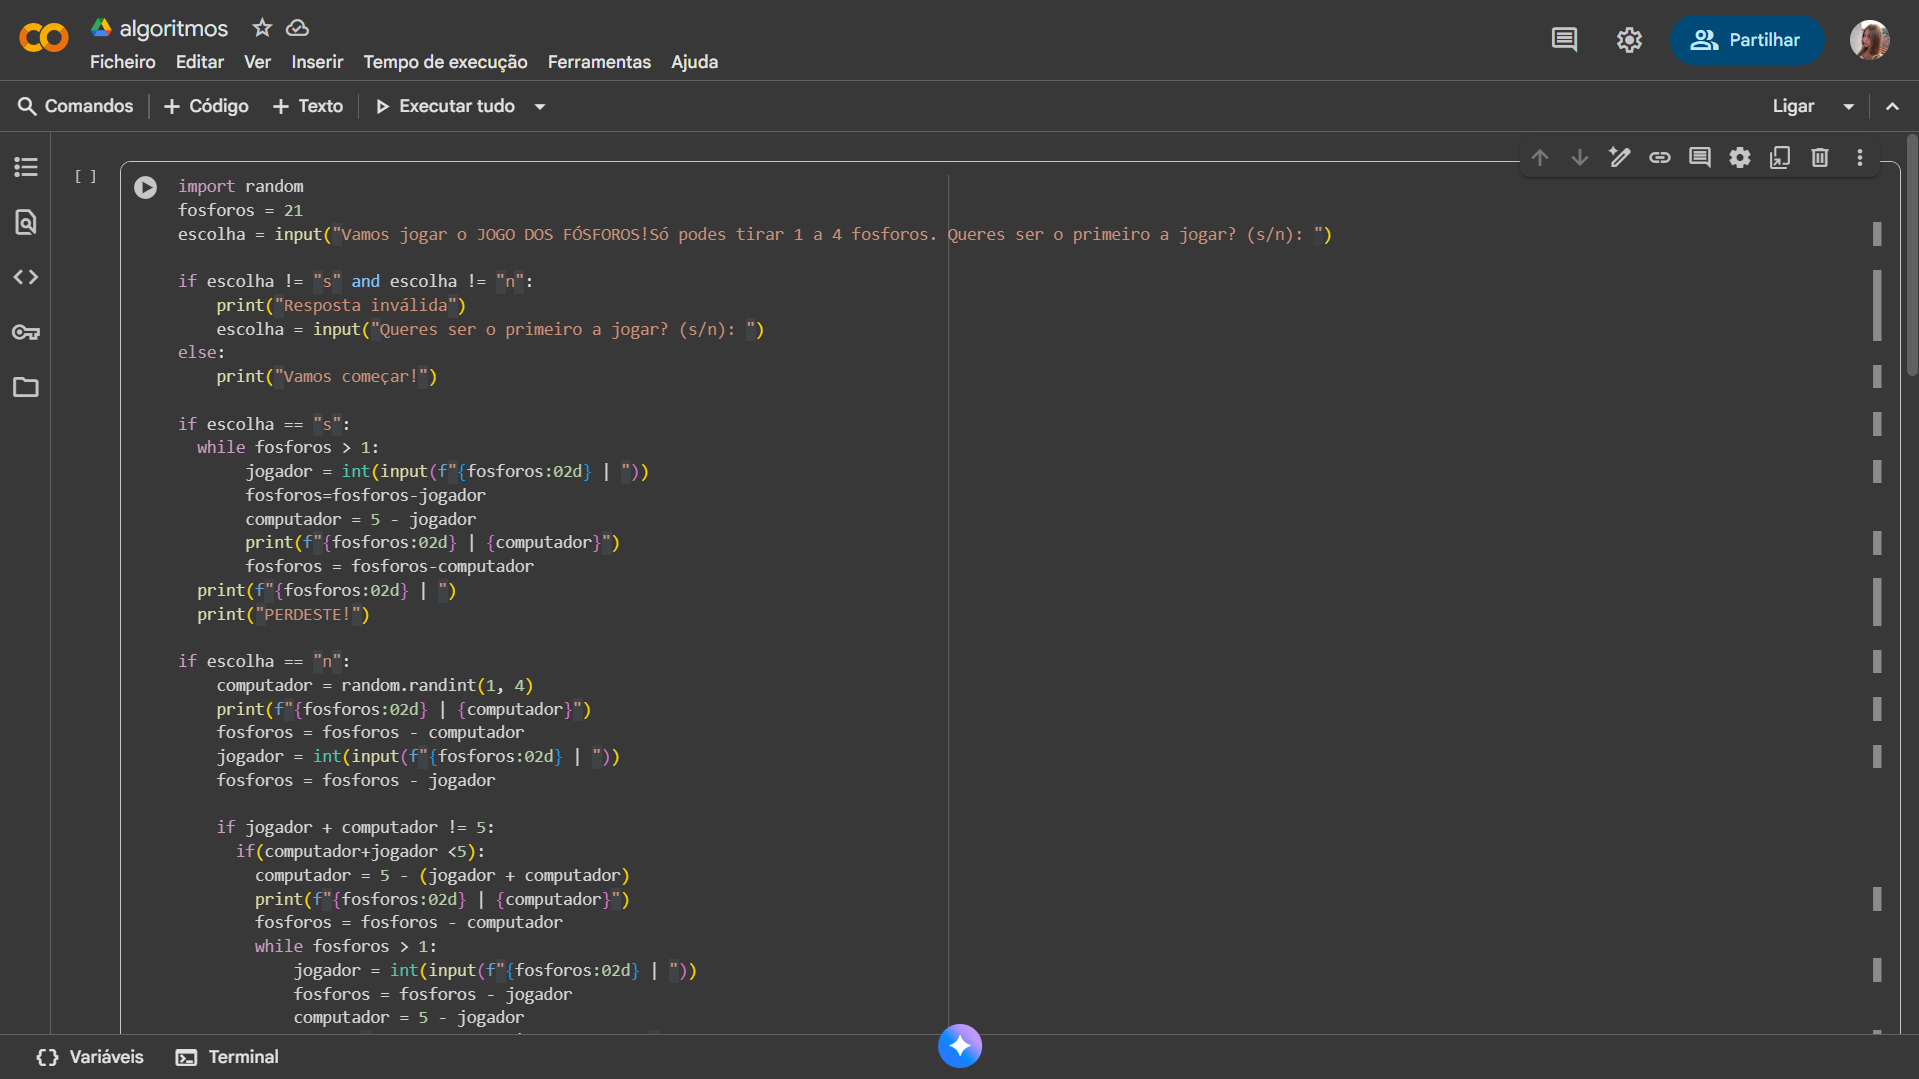 algoritmos
Ficheiro Editar Ver Inserir Tempo de execução Ferramentas Ajuda
Partilhar
Comandos + Código + Texto Executar tudo
Ligar
[ ]
import random
fosforos = 21
escolha = input("Vamos jogar o JOGO DOS FÓSFOROS!Só podes tirar 1 a 4 fosforos. Queres ser o primeiro a jogar? (s/n): ")
if escolha != "s" and escolha != "n":
    print("Resposta inválida")
    escolha = input("Queres ser o primeiro a jogar? (s/n): ")
else:
    print("Vamos começar!")
if escolha == "s":
  while fosforos > 1:
       jogador = int(input(f"{fosforos:02d} | "))
       fosforos=fosforos-jogador
       computador = 5 - jogador
       print(f"{fosforos:02d} | {computador}")
       fosforos = fosforos-computador
  print(f"{fosforos:02d} | ")
  print("PERDESTE!")
if escolha == "n":
    computador = random.randint(1, 4)
    print(f"{fosforos:02d} | {computador}")
    fosforos = fosforos - computador
    jogador = int(input(f"{fosforos:02d} | "))
    fosforos = fosforos - jogador
    if jogador + computador != 5:
      if(computador+jogador <5):
        computador = 5 - (jogador + computador)
        print(f"{fosforos:02d} | {computador}")
        fosforos = fosforos - computador
        while fosforos > 1:
            jogador = int(input(f"{fosforos:02d} | "))
            fosforos = fosforos - jogador
            computador = 5 - jogador
Variáveis Terminal